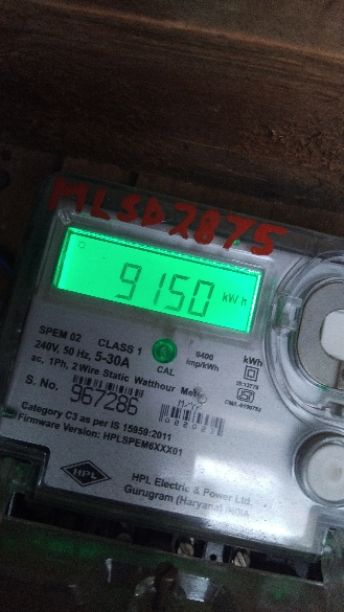 MLSD2875
9150 kWh
SPEM 02 CLASS 1
240V, 50 Hz, 5-30A
CAL
6400
imp/kWh
kWh
ac, 1Ph, 2 Wire Static Watthour Meter
S. No. 967286
IS:13779
Category C3 as per IS 15959:2011
Firmware Version: HPLSPEM6XXX01
HPL
HPL Electric & Power Ltd.
Gurugram (Haryana) INDIA